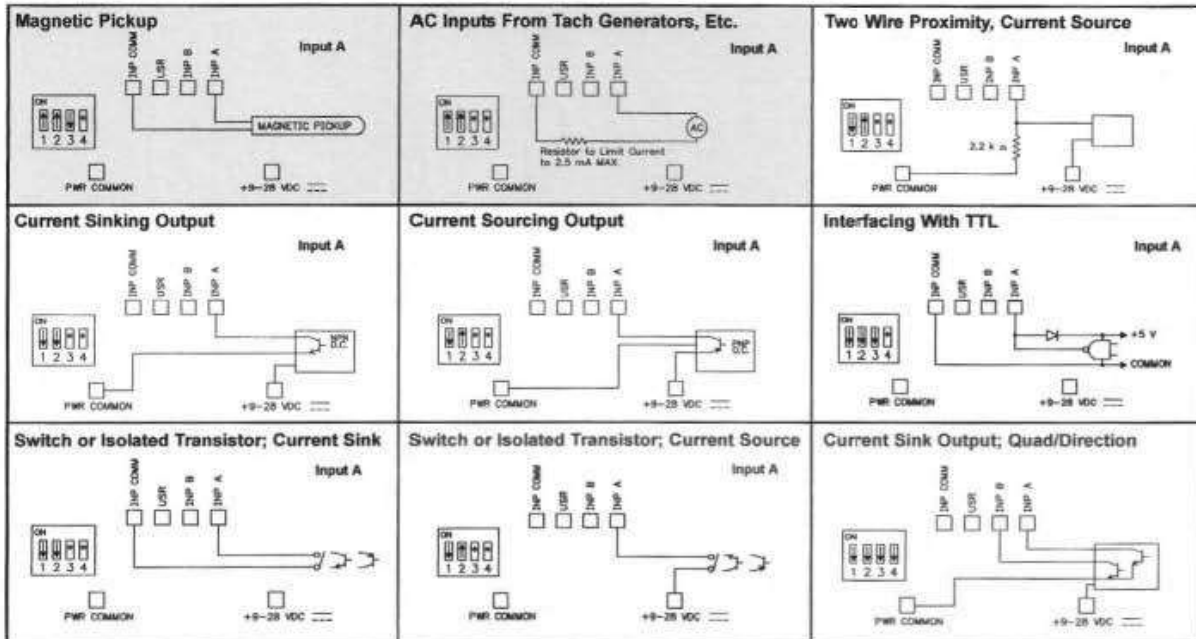 Magnetic Pickup
Input A
INP COMM
USR
INP B
INP A
ON
1 2 3 4
MAGNETIC PICKUP
PWR COMMON
+9-28 VDC
AC Inputs From Tach Generators, Etc.
Input A
INP COMM
USR
INP B
INP A
ON
1 2 3 4
AC
Resistor to Limit Current
to 2.5 mA MAX
PWR COMMON
+9-28 VDC
Two Wire Proximity, Current Source
Input A
INP COMM
USR
INP B
INP A
ON
1 2 3 4
2.2 k Ω
PWR COMMON
+9-28 VDC
Current Sinking Output
Input A
INP COMM
USR
INP B
INP A
ON
1 2 3 4
NPN
O.C.
PWR COMMON
+9-28 VDC
Current Sourcing Output
Input A
INP COMM
USR
INP B
INP A
ON
1 2 3 4
PNP
O.C.
PWR COMMON
+9-28 VDC
Interfacing With TTL
Input A
INP COMM
USR
INP B
INP A
ON
1 2 3 4
+5 V
COMMON
PWR COMMON
+9-28 VDC
Switch or Isolated Transistor; Current Sink
Input A
INP COMM
USR
INP B
INP A
ON
1 2 3 4
PWR COMMON
+9-28 VDC
Switch or Isolated Transistor; Current Source
Input A
INP COMM
USR
INP B
INP A
ON
1 2 3 4
PWR COMMON
+9-28 VDC
Current Sink Output; Quad/Direction
INP COMM
USR
INP B
INP A
ON
1 2 3 4
PWR COMMON
+9-28 VDC